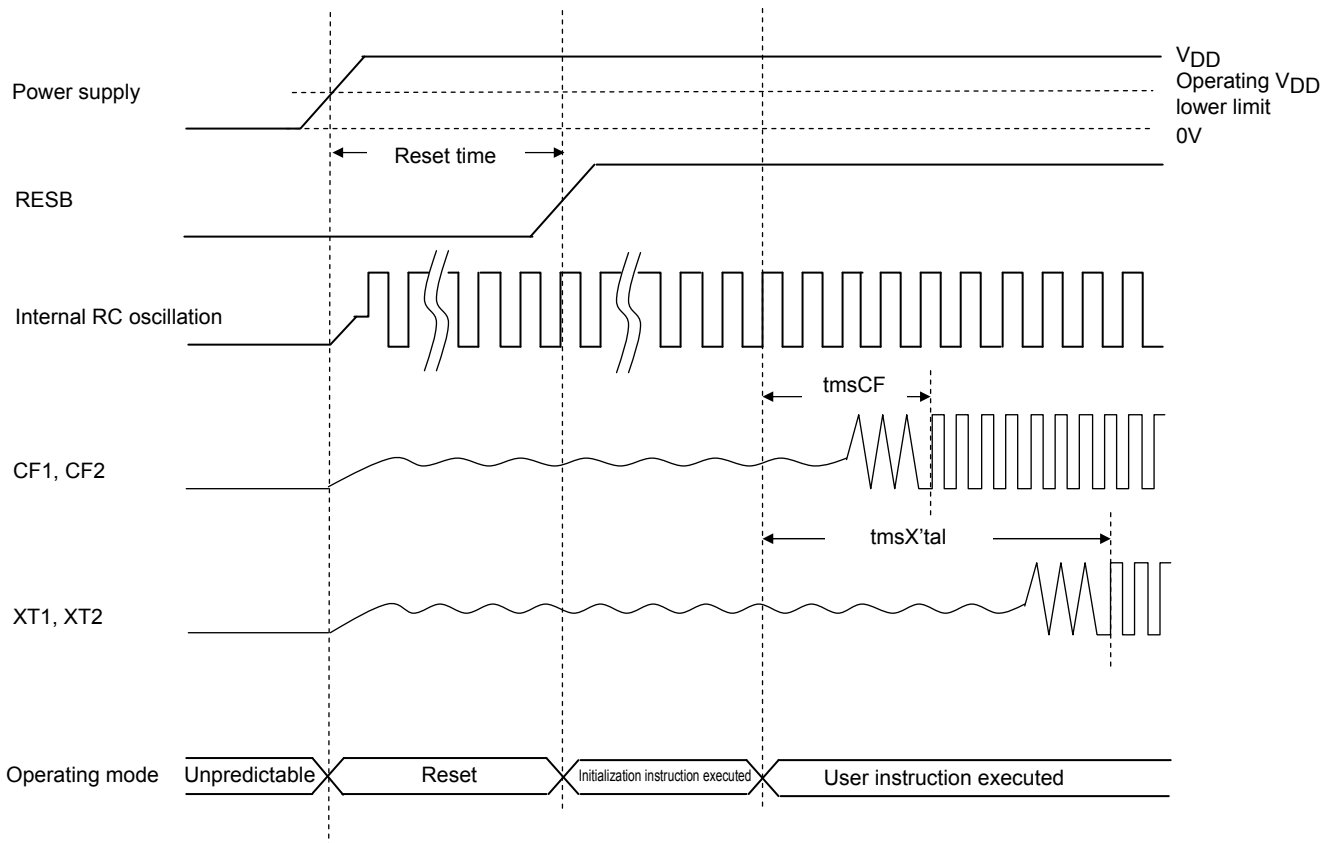 Power supply
VDD
Operating VDD
lower limit
0V
Reset time
RESB
Internal RC oscillation
tmsCF
CF1, CF2
tmsX’tal
XT1, XT2
Operating mode
Unpredictable
Reset
Initialization instruction executed
User instruction executed